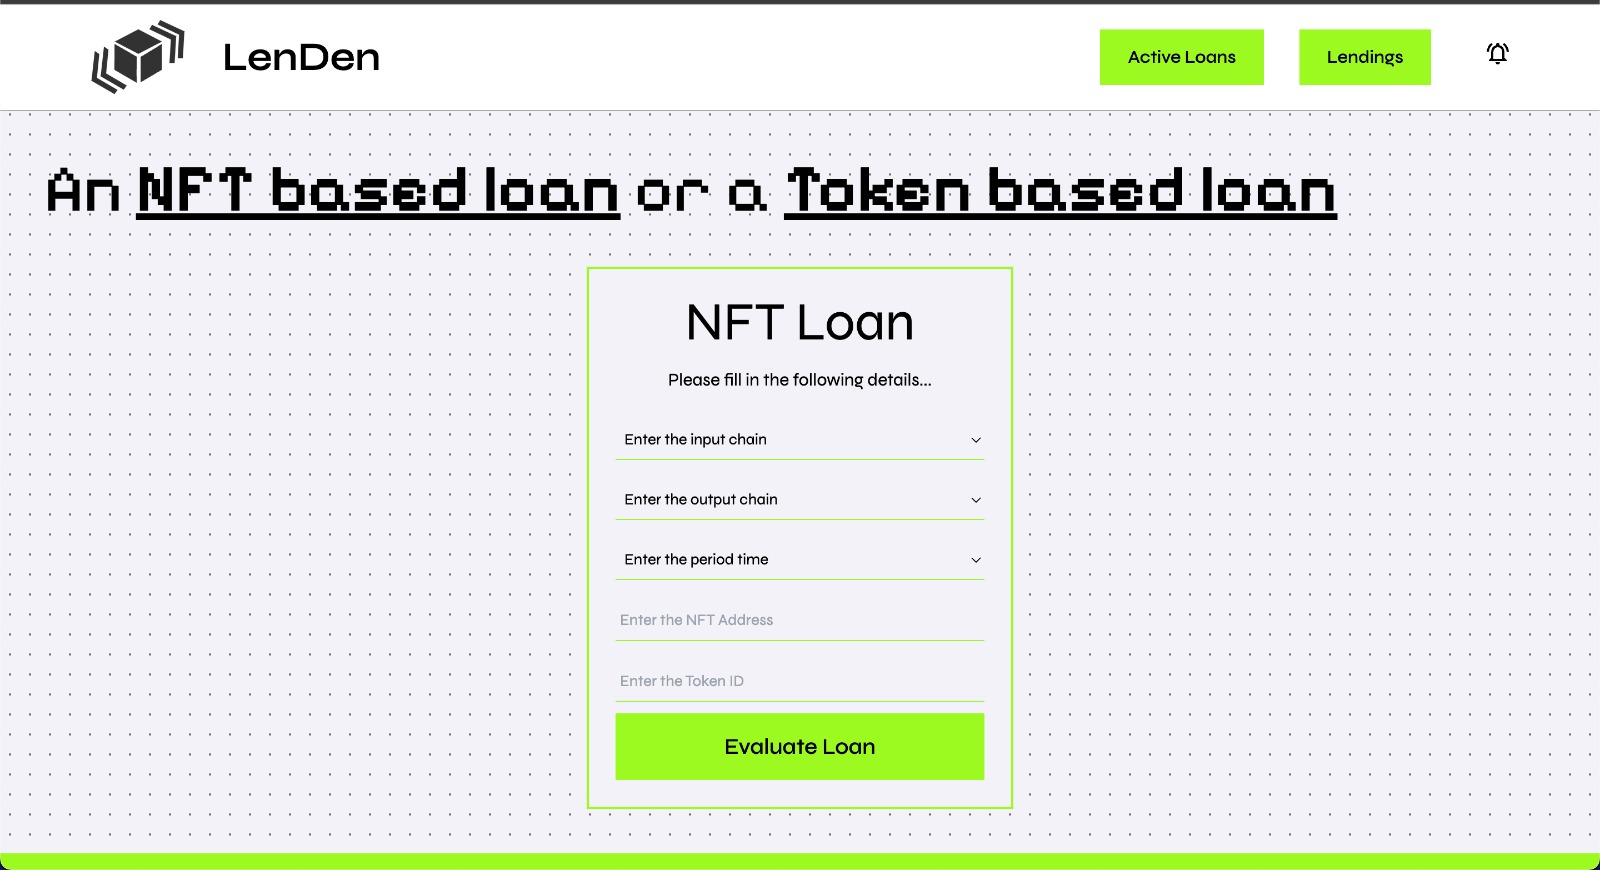 LenDen
Active Loans
Lendings
An NFT based loan or a Token based loan
NFT Loan
Please fill in the following details...
Enter the input chain
Enter the output chain
Enter the period time
Enter the NFT Address
Enter the Token ID
Evaluate Loan